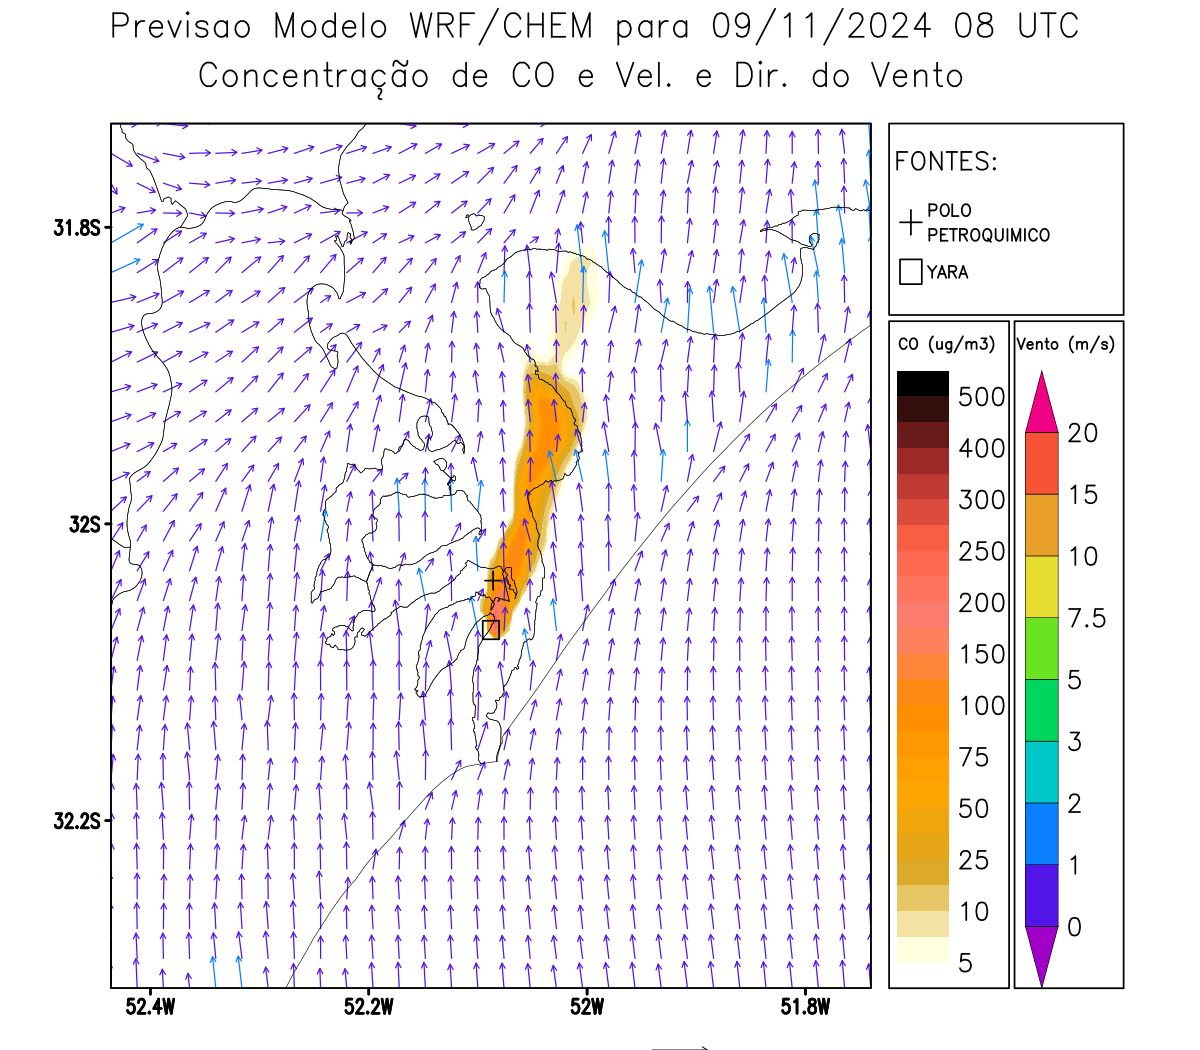 Previsao Modelo WRF/CHEM para 09/11/2024 08 UTC
Concentração de CO e Vel. e Dir. do Vento
FONTES:
POLO
PETROQUIMICO
YARA
CO (ug/m3)
500
400
300
250
200
150
100
75
50
25
10
5
Vento (m/s)
20
15
10
7.5
5
3
2
1
0
31.8S
32S
32.2S
52.4W
52.2W
52W
51.8W